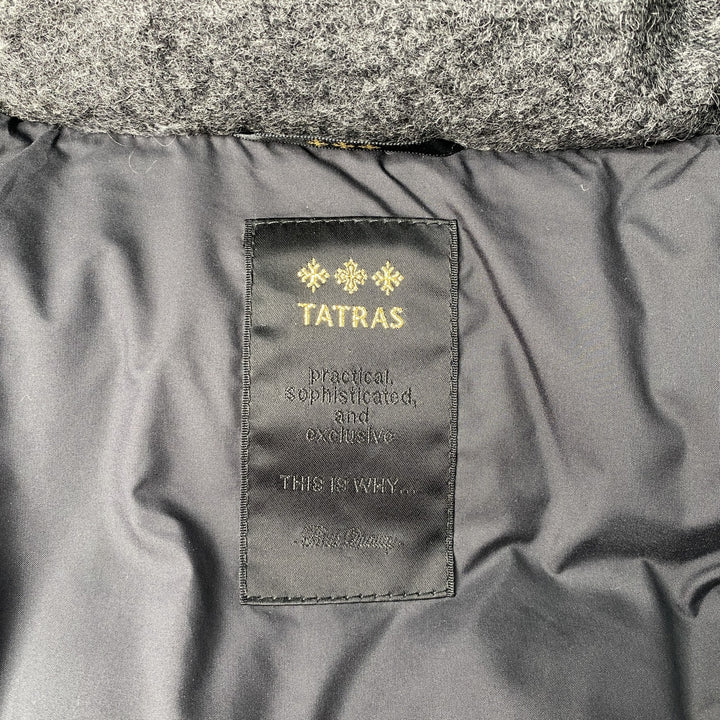 TATRAS
practical,
sophisticated,
and
exclusive
THIS IS WHY...